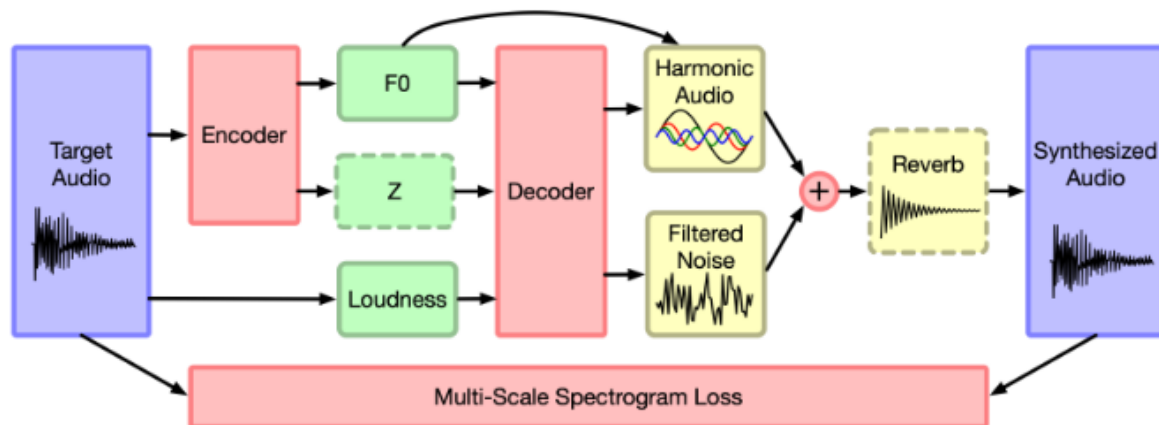 Target
Audio
Encoder
F0
Z
Loudness
Decoder
Harmonic
Audio
Filtered
Noise
+
Reverb
Synthesized
Audio
Multi-Scale Spectrogram Loss